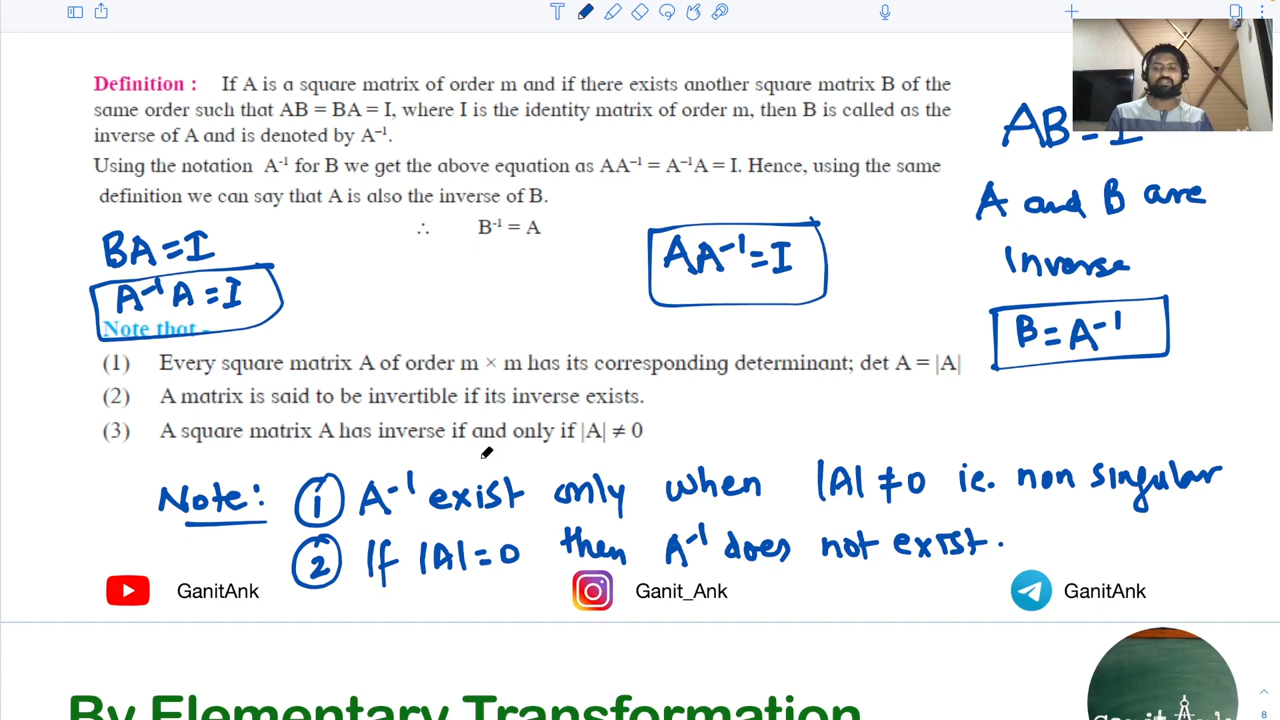 Definition : If A is a square matrix of order m and if there exists another square matrix B of the
same order such that AB = BA = I, where I is the identity matrix of order m, then B is called as the
inverse of A and is denoted by A⁻¹.
Using the notation A⁻¹ for B we get the above equation as AA⁻¹ = A⁻¹A = I. Hence, using the same
definition we can say that A is also the inverse of B.
∴ B⁻¹ = A
BA = I
A⁻¹A = I
AA⁻¹ = I
AB = I
A and B are
Inverse
B = A⁻¹
Note that -
(1) Every square matrix A of order m × m has its corresponding determinant; det A = |A|
(2) A matrix is said to be invertible if its inverse exists.
(3) A square matrix A has inverse if and only if |A| ≠ 0
Note: ① A⁻¹ exist only when |A| ≠ 0 ie. non singular
② If |A| = 0 then A⁻¹ does not exist.
GanitAnk Ganit_Ank GanitAnk
By Elementary Transformation
8